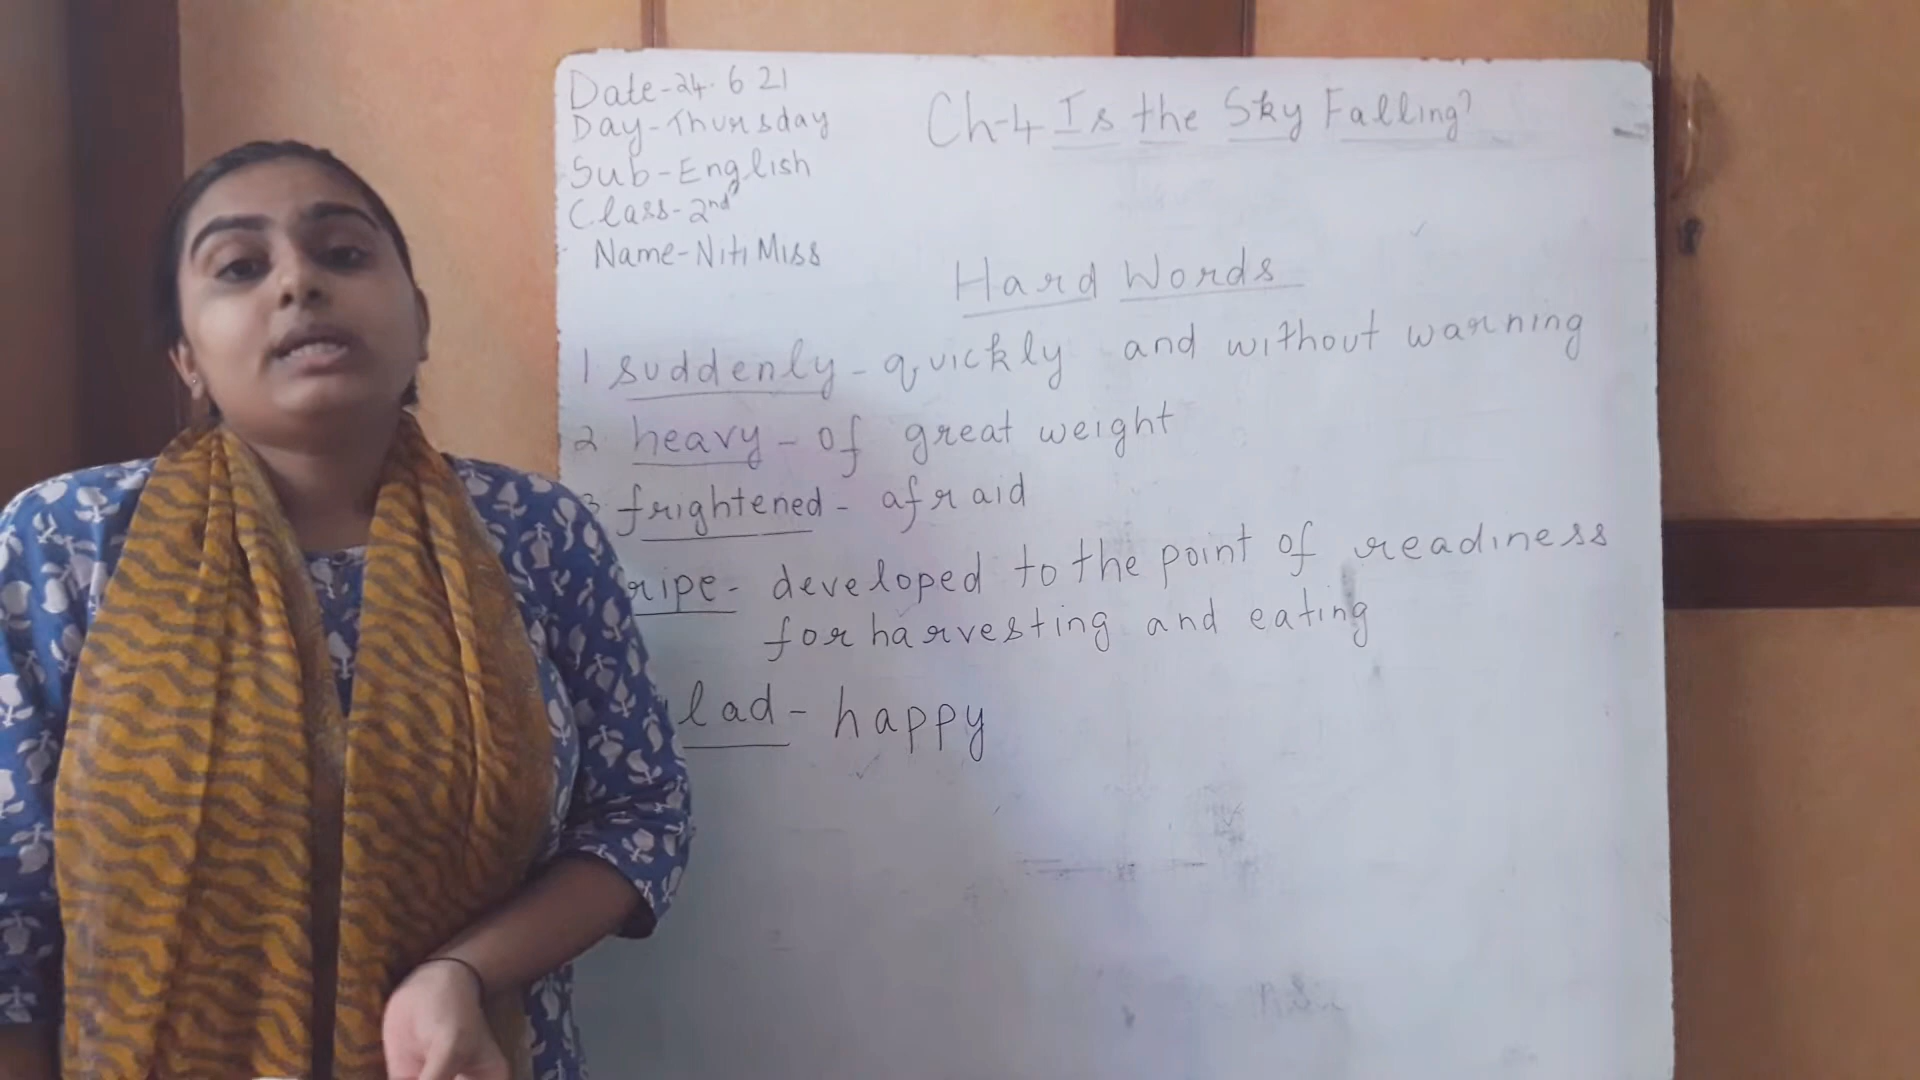 Date-24.6 21
Day-Thursday
Sub-English
Class-2nd
Name-Niti Miss
Ch-4 Is the Sky Falling?
Hard Words
1 suddenly - quickly and without warning
2 heavy - of great weight
3 frightened - afraid
ripe - developed to the point of readiness
for harvesting and eating
lad - happy